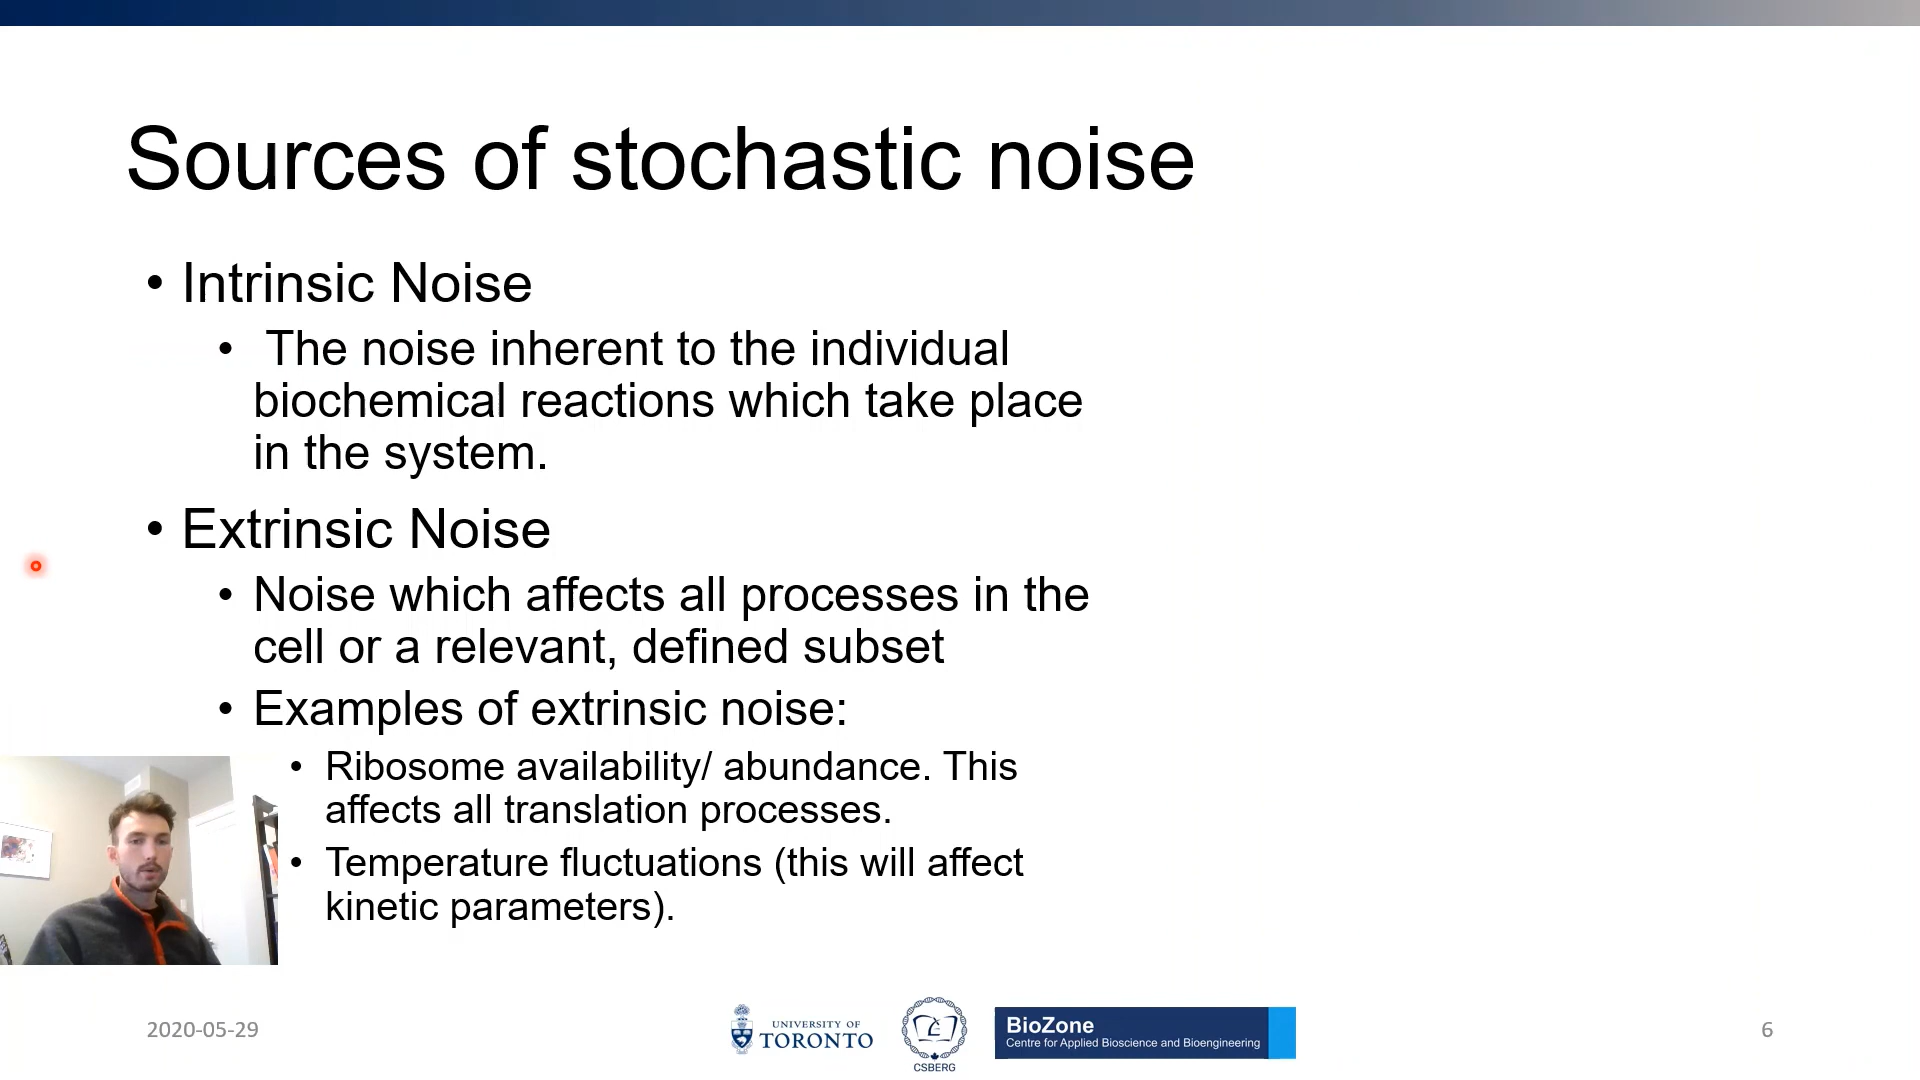 Sources of stochastic noise
• Intrinsic Noise
• The noise inherent to the individual
biochemical reactions which take place
in the system.
• Extrinsic Noise
• Noise which affects all processes in the
cell or a relevant, defined subset
• Examples of extrinsic noise:
• Ribosome availability/ abundance. This
affects all translation processes.
• Temperature fluctuations (this will affect
kinetic parameters).
2020-05-29
UNIVERSITY OF
TORONTO
CSBERG
BioZone
Centre for Applied Bioscience and Bioengineering
6